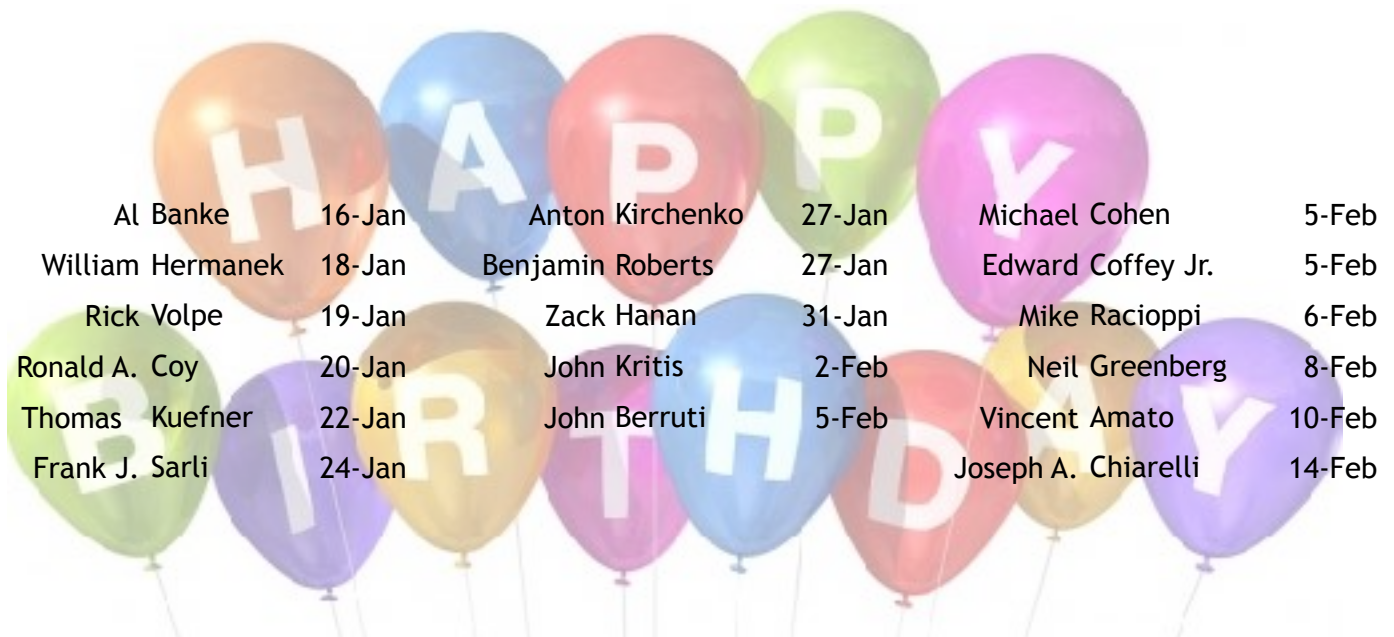 HAPPY
BIRTHDAY
Al Banke 16-Jan
William Hermanek 18-Jan
Rick Volpe 19-Jan
Ronald A. Coy 20-Jan
Thomas Kuefner 22-Jan
Frank J. Sarli 24-Jan
Anton Kirchenko 27-Jan
Benjamin Roberts 27-Jan
Zack Hanan 31-Jan
John Kritis 2-Feb
John Berruti 5-Feb
Michael Cohen 5-Feb
Edward Coffey Jr. 5-Feb
Mike Racioppi 6-Feb
Neil Greenberg 8-Feb
Vincent Amato 10-Feb
Joseph A. Chiarelli 14-Feb